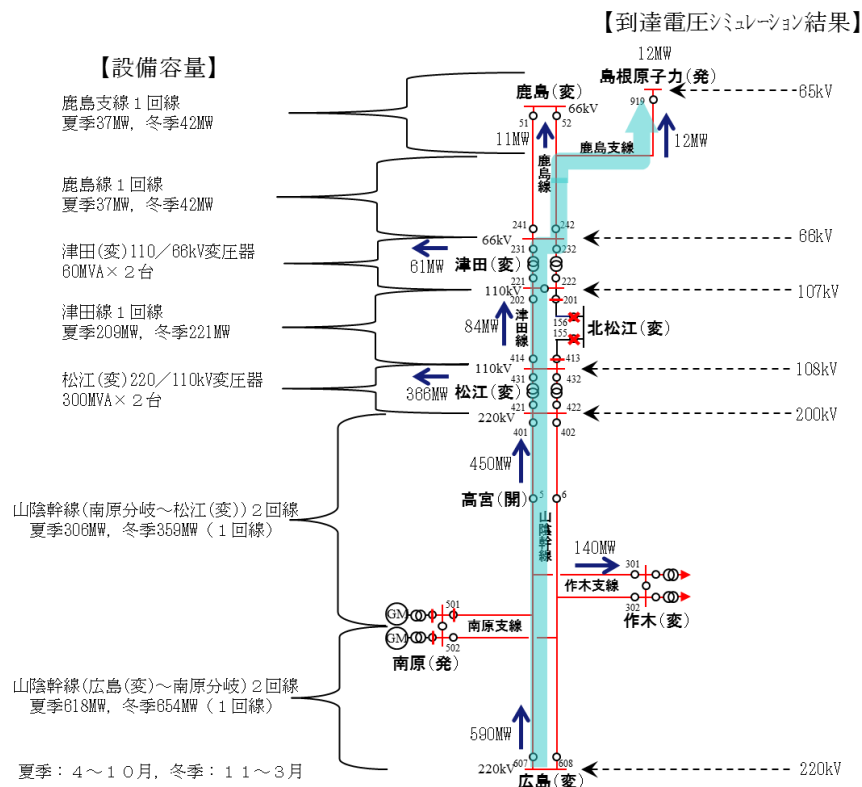 【到達電圧シミュレーション結果】
【設備容量】
12MW
島根原子力(発)
鹿島(変)
919
65kV
鹿島支線１回線
夏季37MW, 冬季42MW
66kV
51
52
11MW
鹿島線
鹿島支線
12MW
鹿島線１回線
夏季37MW, 冬季42MW
241
242
66kV
66kV
231
232
61MW
津田(変)110／66kV変圧器
60MVA×２台
津田(変)
221
222
110kV
107kV
202
201
津田線１回線
夏季209MW, 冬季221MW
84MW
津田線
156
155
北松江(変)
414
413
110kV
108kV
431
432
366MW
松江(変)220／110kV変圧器
300MVA×２台
松江(変)
421
422
220kV
200kV
401
402
450MW
高宮(開)
5
6
山陰幹線(南原分岐～松江(変))２回線
夏季306MW, 冬季359MW（１回線）
山陰幹線
140MW
301
作木支線
302
作木(変)
GM
501
南原支線
GM
502
南原(発)
山陰幹線(広島(変)～南原分岐)２回線
夏季618MW, 冬季654MW（１回線）
590MW
夏季：４～１０月, 冬季：１１～３月
220kV
607
608
220kV
広島(変)